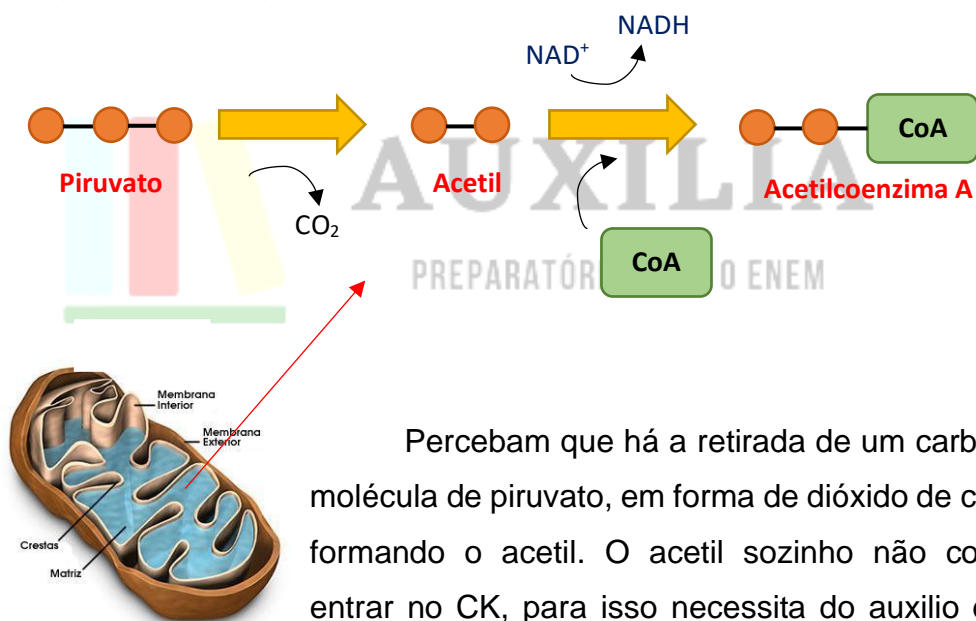 NADH
NAD⁺
CoA
Piruvato
Acetil
Acetilcoenzima A
AUXILIA
CO₂
CoA
PREPARATÓR O ENEM
Membrana
Interior
Membrana
Exterior
Crestas
Matriz
Percebam que há a retirada de um carb
molécula de piruvato, em forma de dióxido de c
formando o acetil. O acetil sozinho não co
entrar no CK, para isso necessita do auxilio